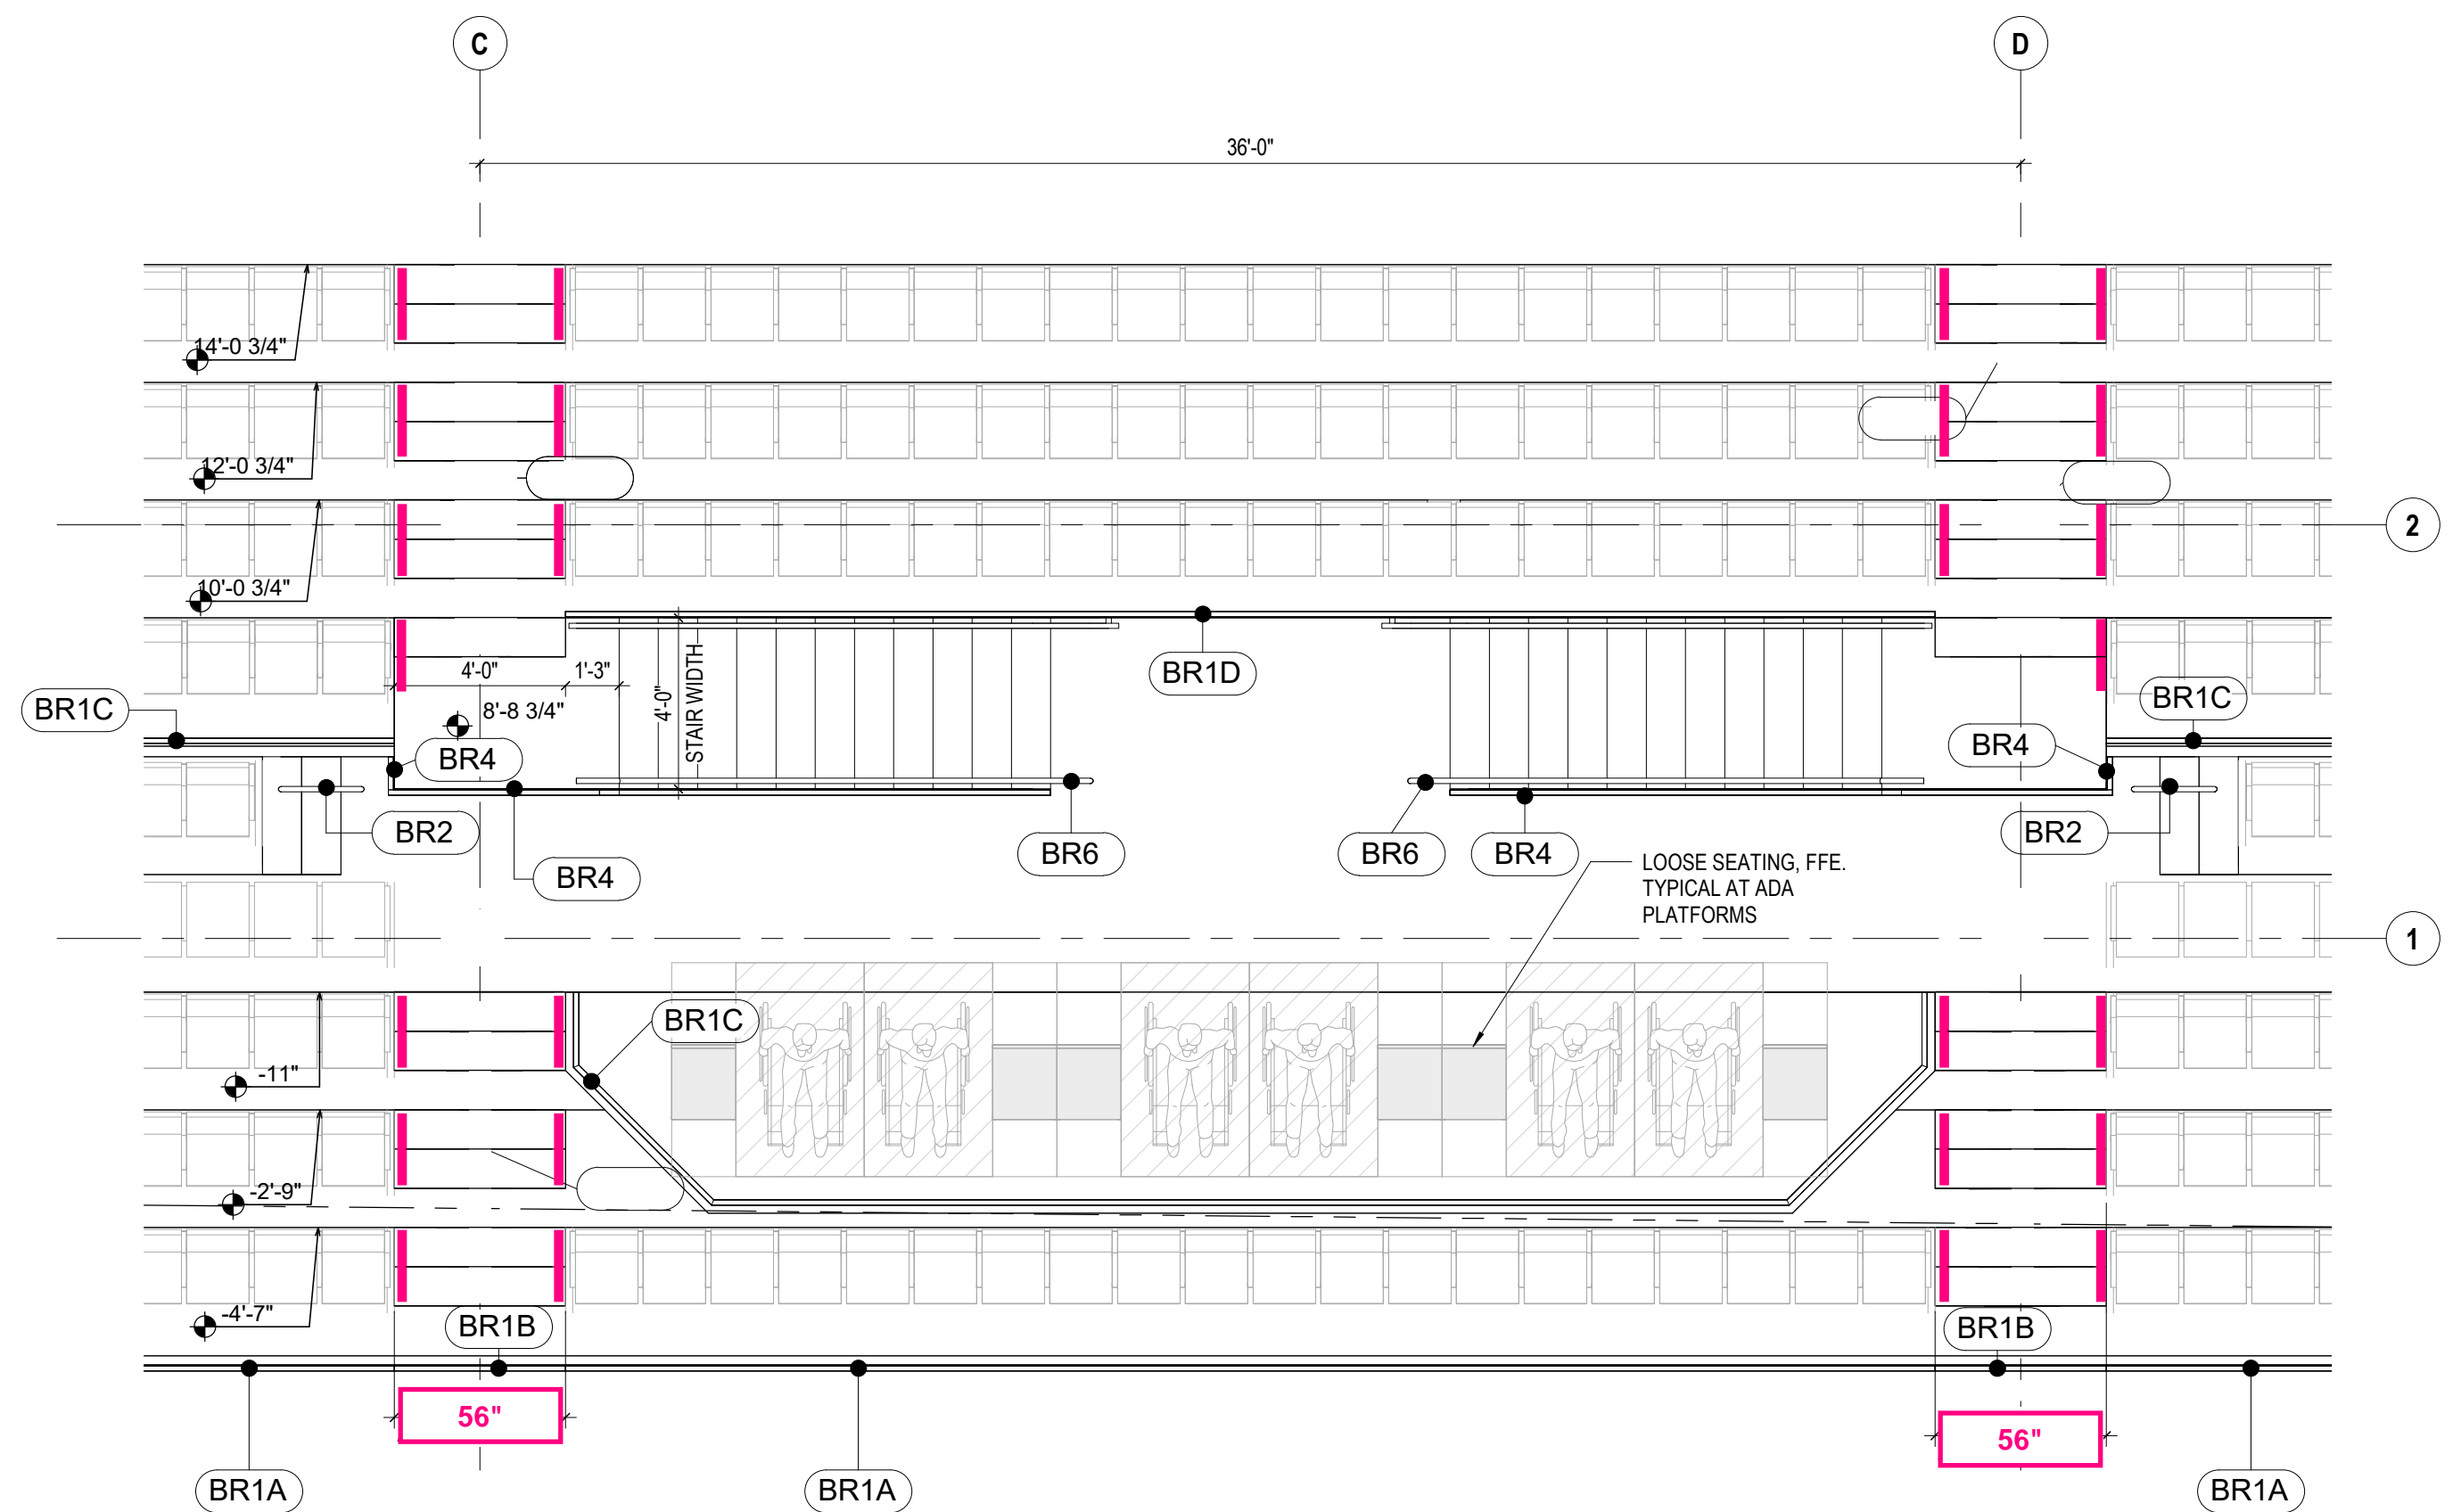 C
D
36'-0"
14'-0 3/4"
12'-0 3/4"
2
10'-0 3/4"
4'-0"
1'-3"
4'-0"
STAIR WIDTH
BR1D
BR1C
BR1C
8'-8 3/4"
BR4
BR4
BR2
BR2
BR6
BR6
BR4
BR4
LOOSE SEATING, FFE.
TYPICAL AT ADA
PLATFORMS
1
BR1C
-11"
-2'-9"
-4'-7"
BR1B
BR1B
56"
56"
BR1A
BR1A
BR1A